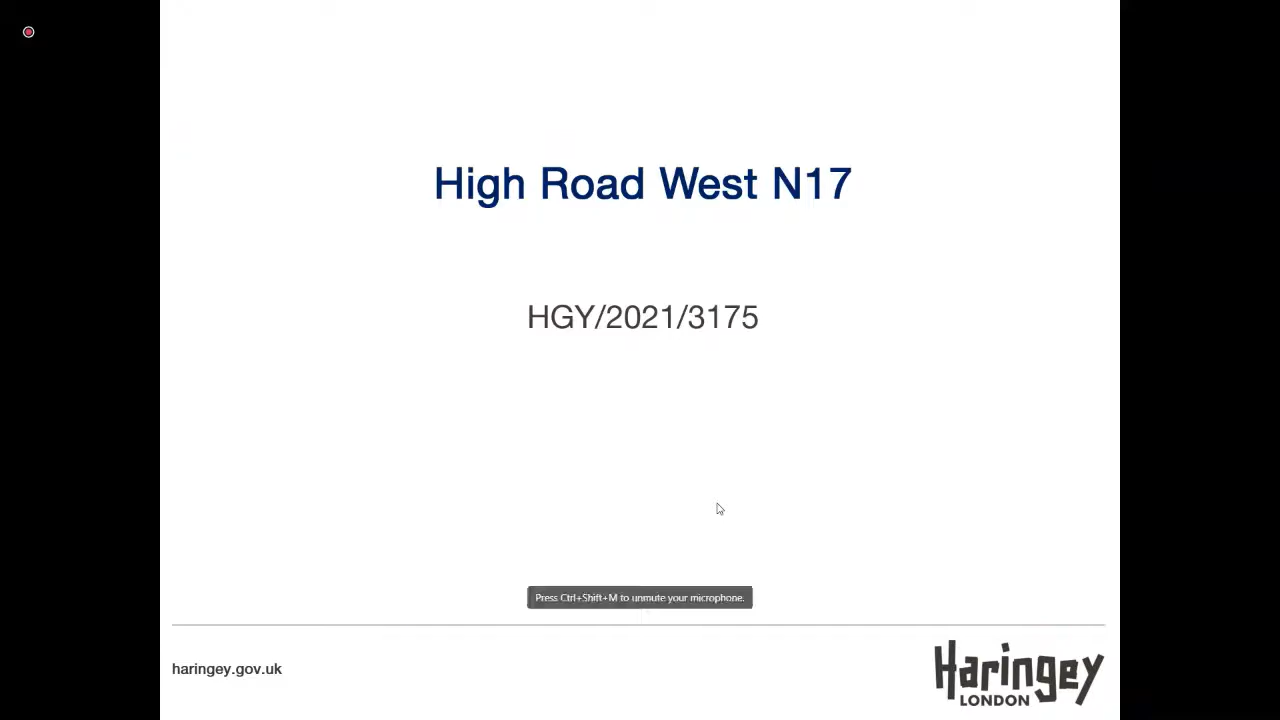 High Road West N17
HGY/2021/3175
Press Ctrl+Shift+M to unmute your microphone.
haringey.gov.uk
Haringey
LONDON